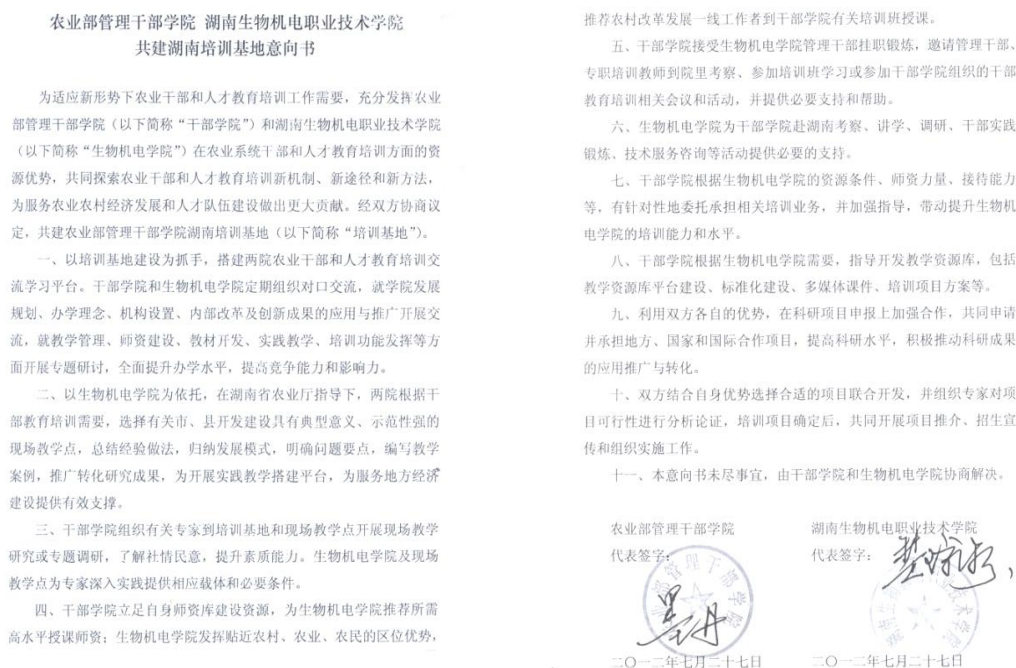 农业部管理干部学院 湖南生物机电职业技术学院
共建湖南培训基地意向书
为适应新形势下农业干部和人才教育培训工作需要，充分发挥农业
部管理干部学院（以下简称“干部学院”）和湖南生物机电职业技术学院
（以下简称“生物机电学院”）在农业系统干部和人才教育培训方面的资
源优势，共同探索农业干部和人才教育培训新机制、新途径和新方法，
为服务农业农村经济发展和人才队伍建设做出更大贡献。经双方协商议
定，共建农业部管理干部学院湖南培训基地（以下简称“培训基地”）。
一、以培训基地建设为抓手，搭建两院农业干部和人才教育培训交
流学习平台。干部学院和生物机电学院定期组织对口交流，就学院发展
规划、办学理念、机构设置、内部改革及创新成果的应用与推广开展交
流，就教学管理、师资建设、教材开发、实践教学、培训功能发挥等方
面开展专题研讨，全面提升办学水平，提高竞争能力和影响力。
二、以生物机电学院为依托，在湖南省农业厅指导下，两院根据干
部教育培训需要，选择有关市、县开发建设具有典型意义、示范性强的
现场教学点，总结经验做法，归纳发展模式，明确问题要点，编写教学
案例，推广转化研究成果，为开展实践教学搭建平台，为服务地方经济
建设提供有效支撑。
三、干部学院组织有关专家到培训基地和现场教学点开展现场教学
研究或专题调研，了解社情民意，提升素质能力。生物机电学院及现场
教学点为专家深入实践提供相应载体和必要条件。
四、干部学院立足自身师资库建设资源，为生物机电学院推荐所需
高水平授课师资；生物机电学院发挥贴近农村、农业、农民的区位优势，
推荐农村改革发展一线工作者到干部学院有关培训班授课。
五、干部学院接受生物机电学院管理干部挂职锻炼，邀请管理干部、
专职培训教师到院里考察、参加培训班学习或参加干部学院组织的干部
教育培训相关会议和活动，并提供必要支持和帮助。
六、生物机电学院为干部学院赴湖南考察、讲学、调研、干部实践
锻炼、技术服务咨询等活动提供必要的支持。
七、干部学院根据生物机电学院的资源条件、师资力量、接待能力
等，有针对性地委托承担相关培训业务，并加强指导，带动提升生物机
电学院的培训能力和水平。
八、干部学院根据生物机电学院需要，指导开发教学资源库，包括
教学资源库平台建设、标准化建设、多媒体课件、培训项目方案等。
九、利用双方各自的优势，在科研项目申报上加强合作，共同申请
并承担地方、国家和国际合作项目，提高科研水平，积极推动科研成果
的应用推广与转化。
十、双方结合自身优势选择合适的项目联合开发，并组织专家对项
目可行性进行分析论证，培训项目确定后，共同开展项目推介、招生宣
传和组织实施工作。
十一、本意向书未尽事宜，由干部学院和生物机电学院协商解决。
农业部管理干部学院 湖南生物机电职业技术学院
代表签字： 代表签字：
二〇一二年七月二十七日 二〇一二年七月二十七日